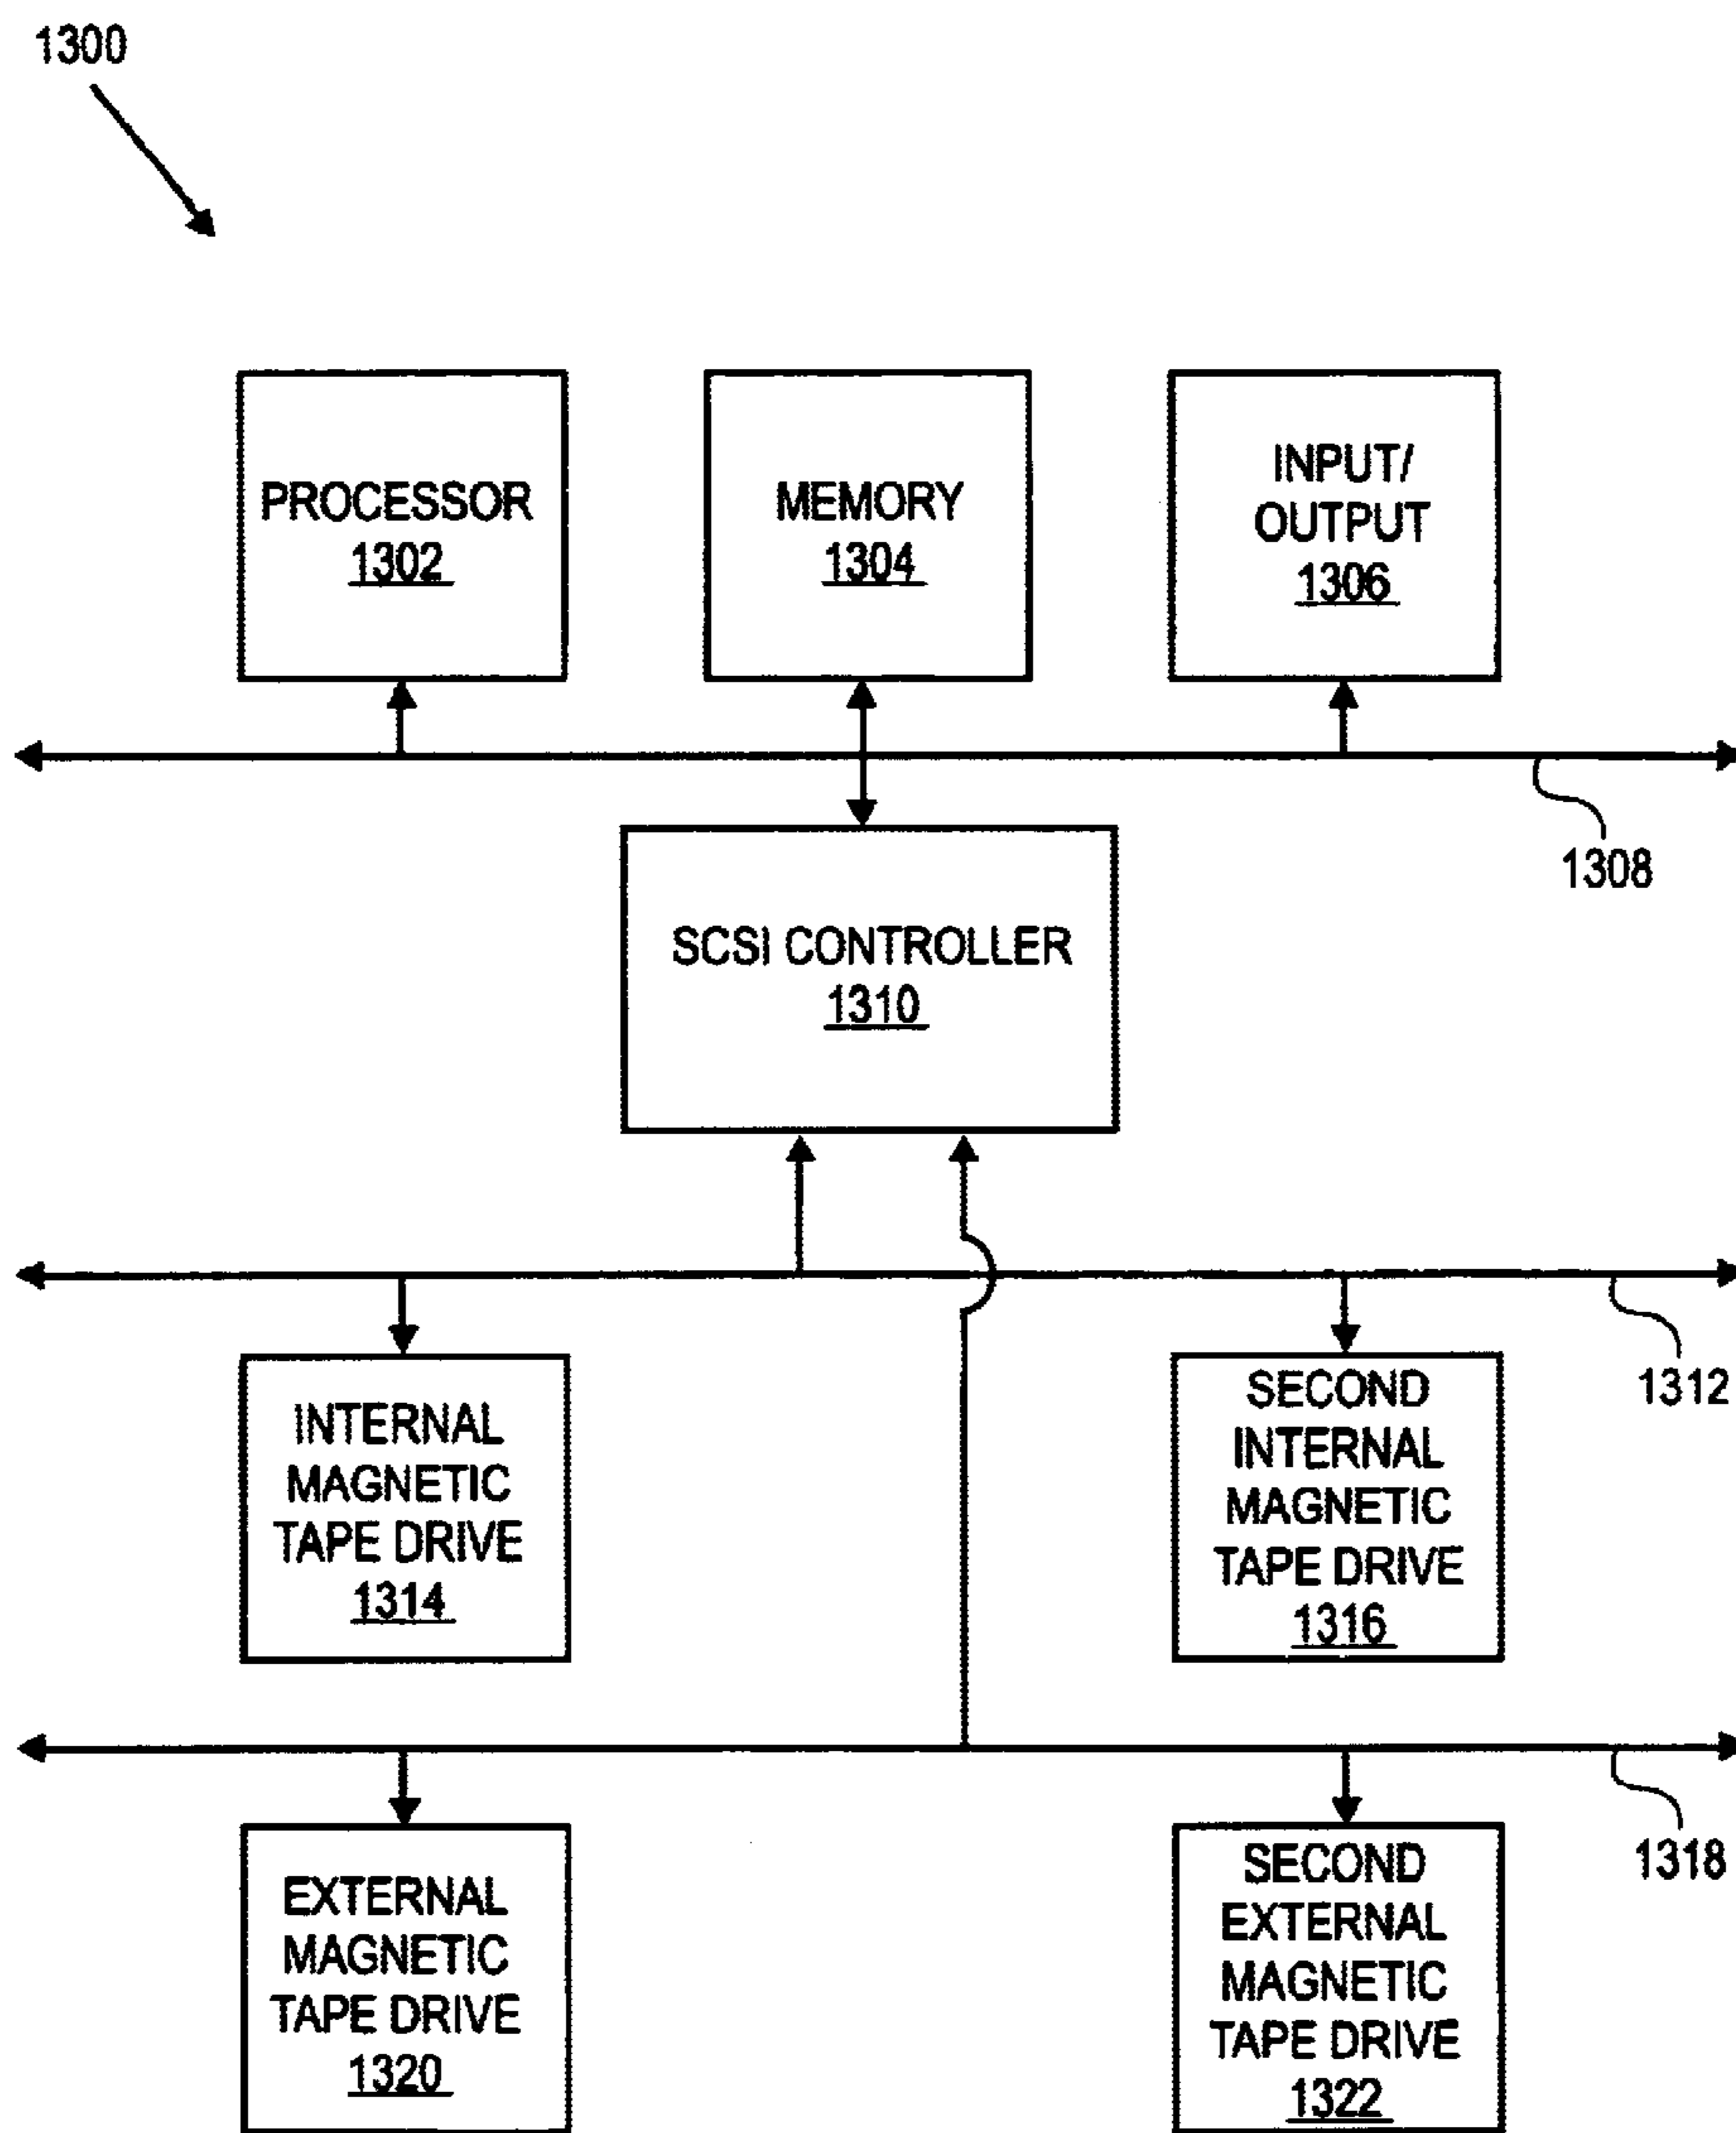 1300
PROCESSOR
1302
MEMORY
1304
INPUT/
OUTPUT
1306
1308
SCSI CONTROLLER
1310
1312
INTERNAL
MAGNETIC
TAPE DRIVE
1314
SECOND
INTERNAL
MAGNETIC
TAPE DRIVE
1316
1318
EXTERNAL
MAGNETIC
TAPE DRIVE
1320
SECOND
EXTERNAL
MAGNETIC
TAPE DRIVE
1322